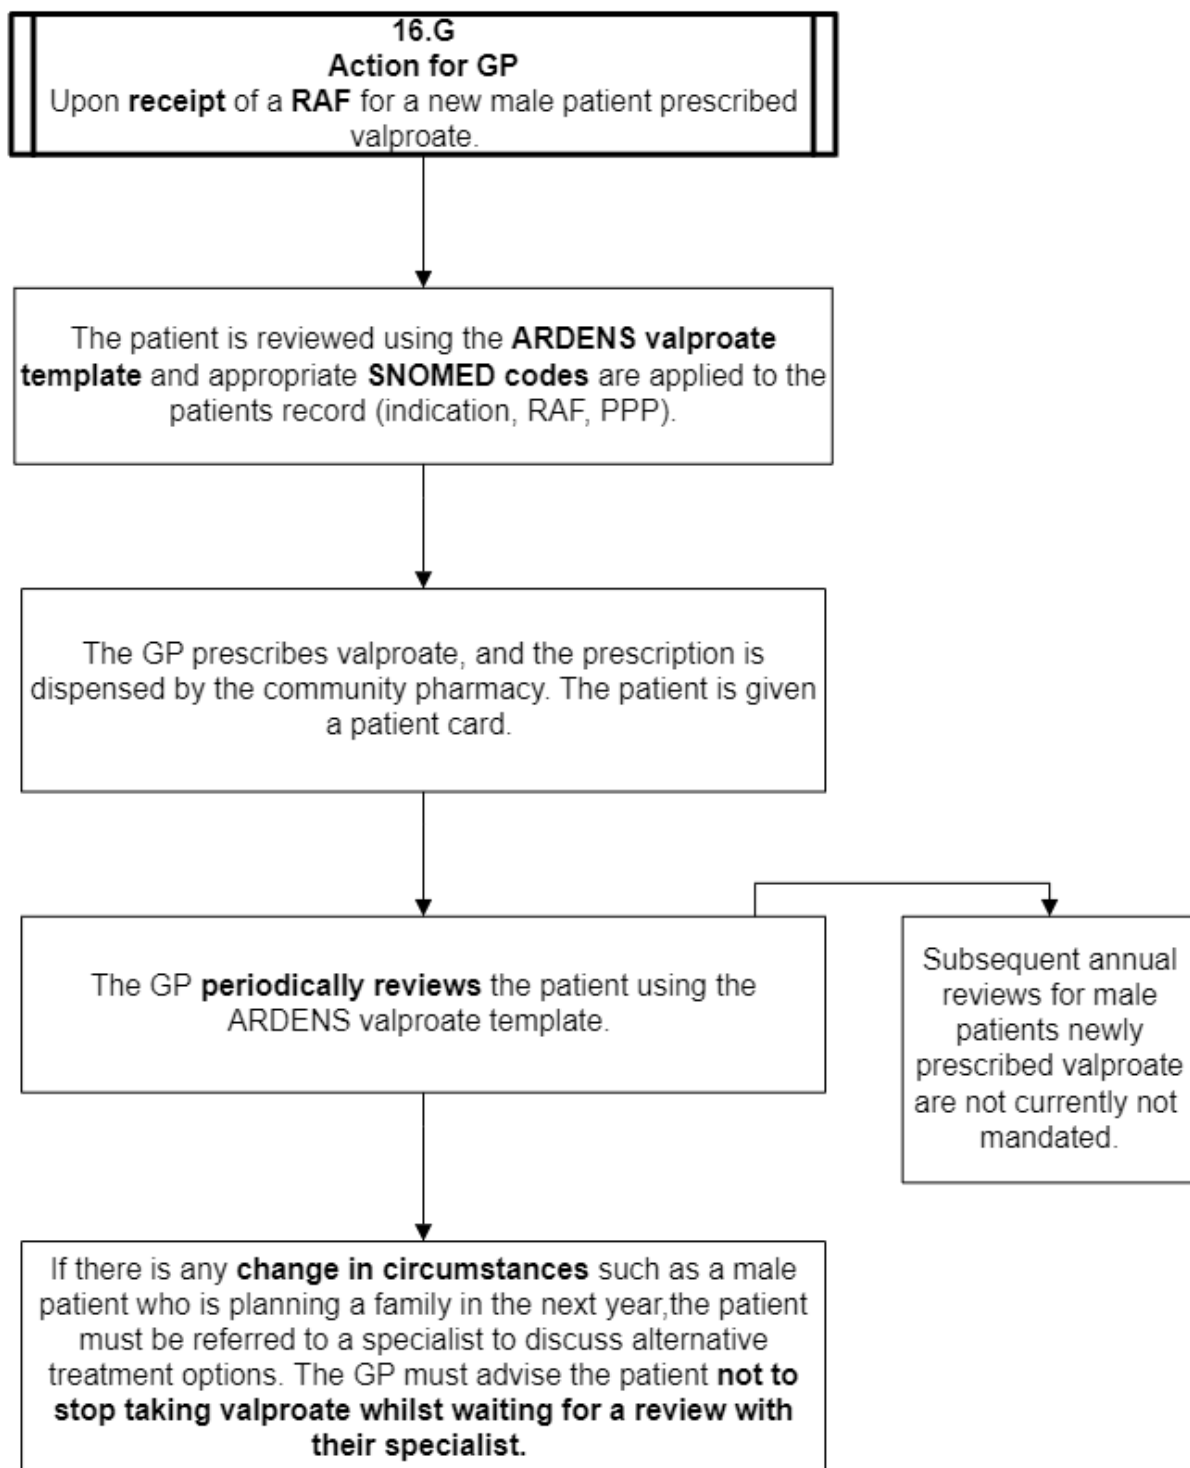 16.G
Action for GP
Upon receipt of a RAF for a new male patient prescribed
valproate.
The patient is reviewed using the ARDENS valproate
template and appropriate SNOMED codes are applied to the
patients record (indication, RAF, PPP).
The GP prescribes valproate, and the prescription is
dispensed by the community pharmacy. The patient is given
a patient card.
The GP periodically reviews the patient using the
ARDENS valproate template.
Subsequent annual
reviews for male
patients newly
prescribed valproate
are not currently not
mandated.
If there is any change in circumstances such as a male
patient who is planning a family in the next year,the patient
must be referred to a specialist to discuss alternative
treatment options. The GP must advise the patient not to
stop taking valproate whilst waiting for a review with
their specialist.